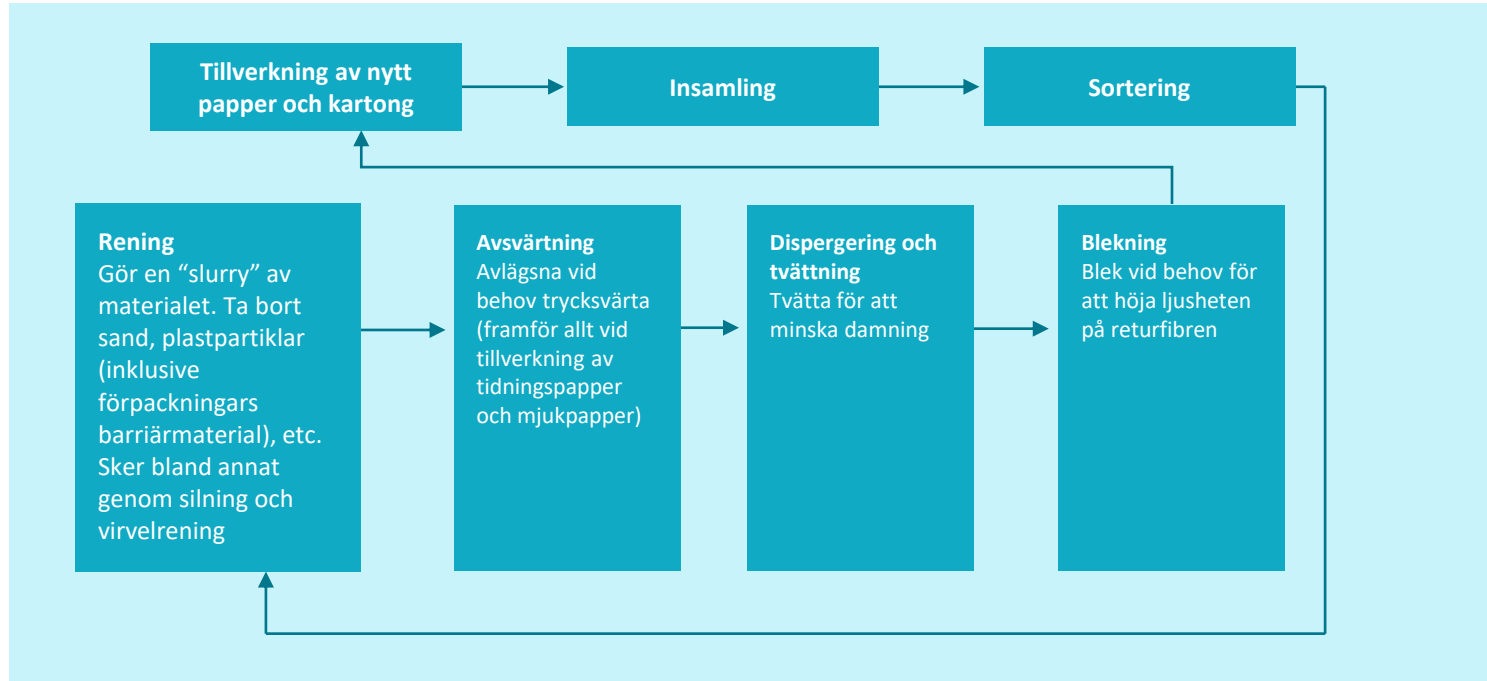 Tillverkning av nytt
papper och kartong
Insamling
Sortering
Rening
Gör en “slurry” av
materialet. Ta bort
sand, plastpartiklar
(inklusive
förpackningars
barriärmaterial), etc.
Sker bland annat
genom silning och
virvelrening
Avsvärtning
Avlägsna vid
behov trycksvärta
(framför allt vid
tillverkning av
tidningspapper
och mjukpapper)
Dispergering och
tvättning
Tvätta för att
minska damning
Blekning
Blek vid behov för
att höja ljusheten
på returfibren